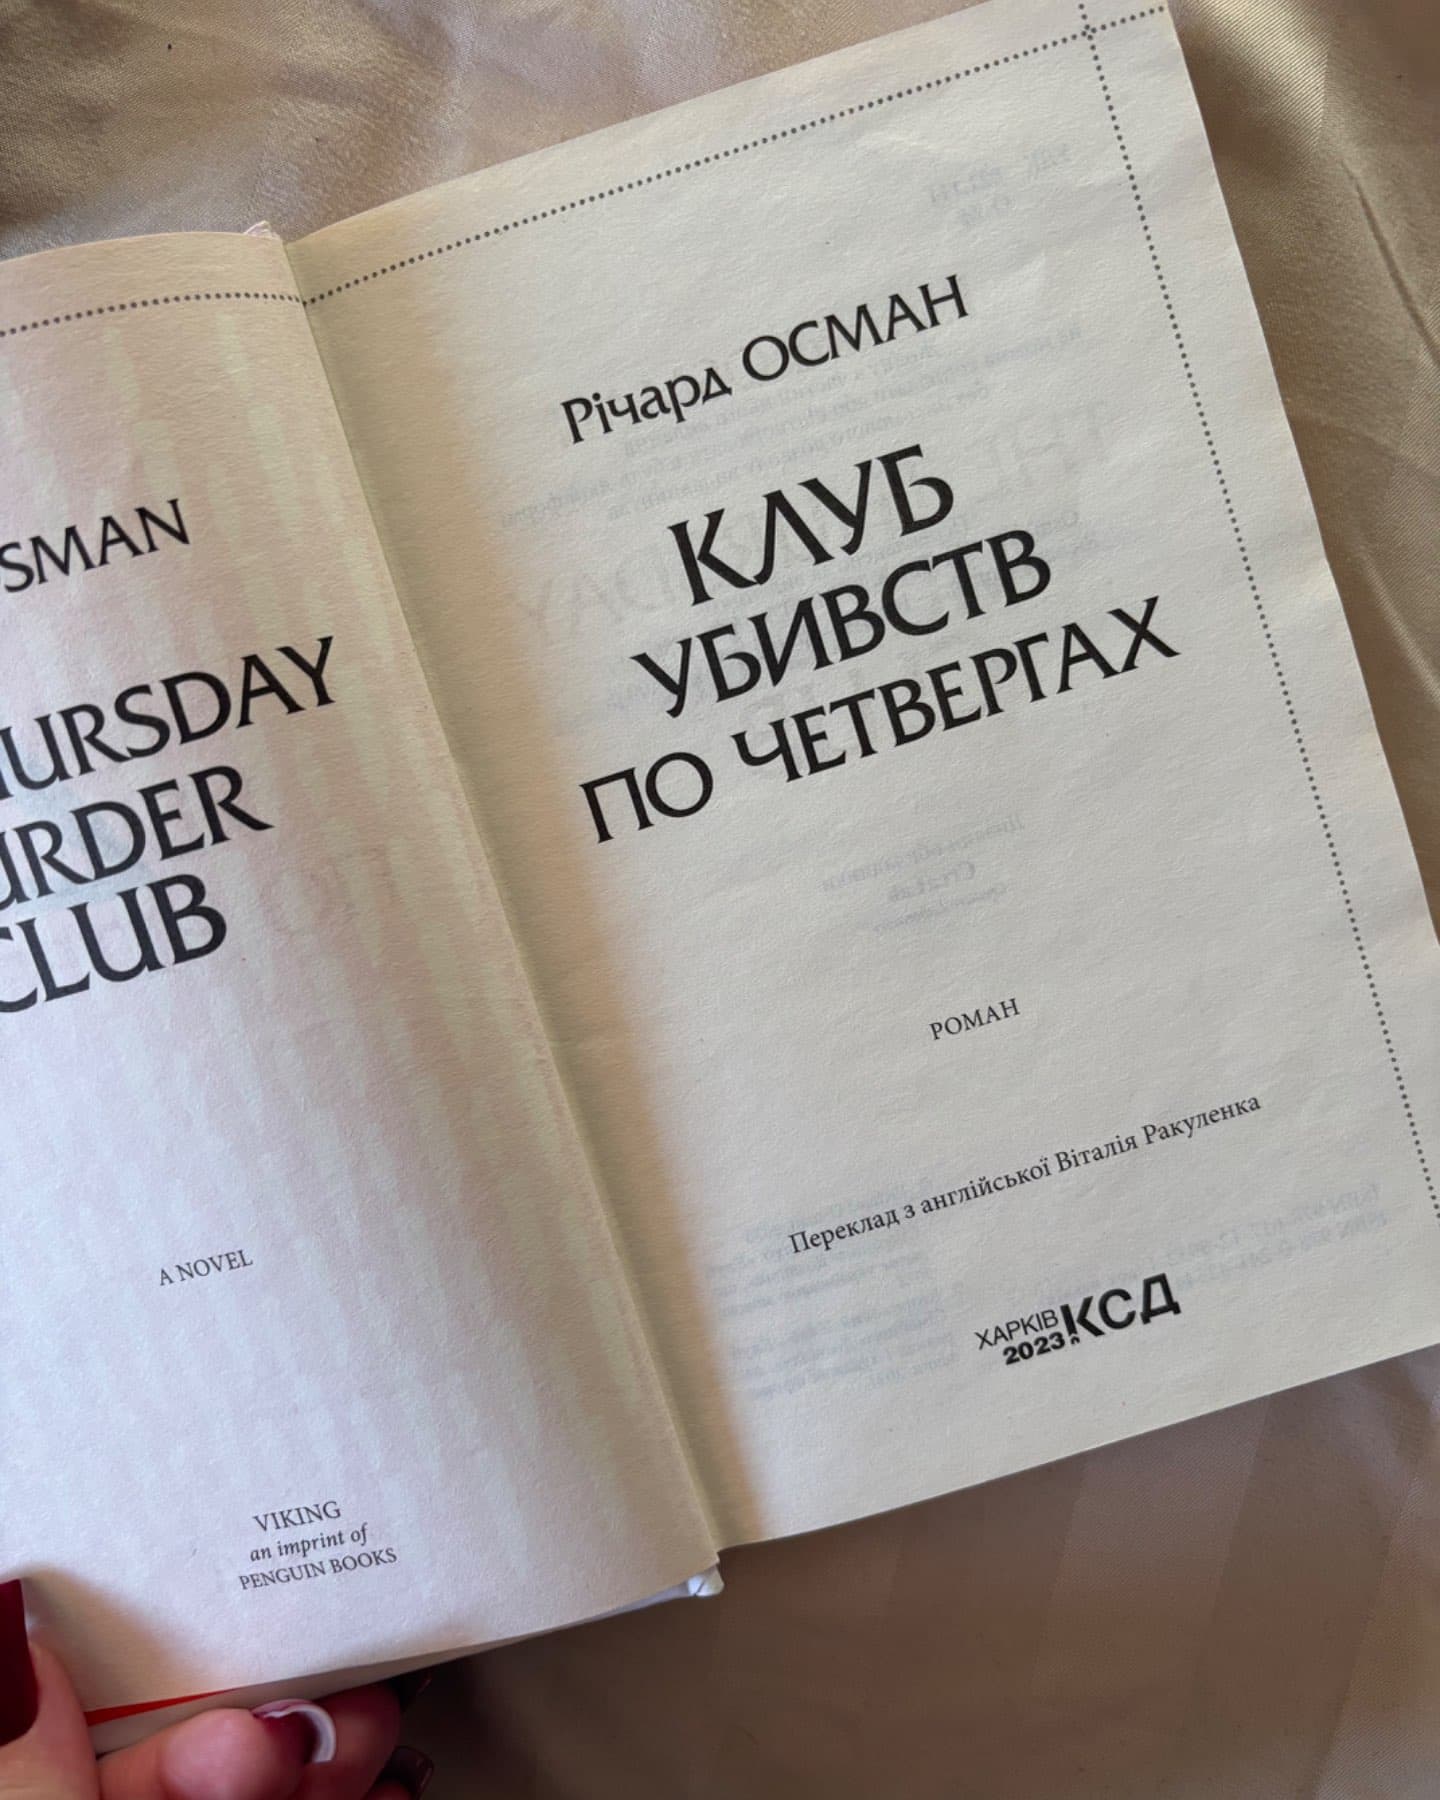 SMAN
URSDAY
URDER
CLUB
A NOVEL
VIKING
an imprint of
PENGUIN BOOKS
Річард ОСМАН
КЛУБ
УБИВСТВ
ПО ЧЕТВЕРГАХ
РОМАН
Переклад з англійської Віталія Ракуленка
ХАРКІВ КСД
2023